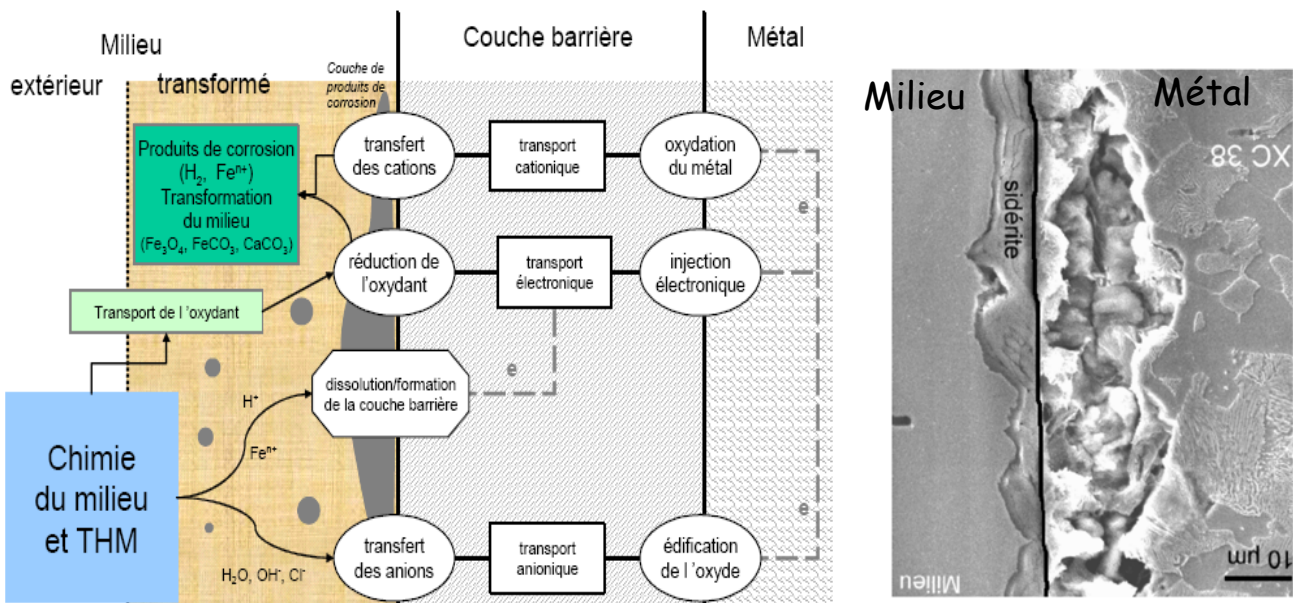 Milieu
extérieur
transformé
Couche de
produits de
corrosion
Couche barrière
Métal
Produits de corrosion
(H₂, Feⁿ⁺)
Transformation
du milieu
(Fe₃O₄, FeCO₃, CaCO₃)
transfert
des cations
transport
cationique
oxydation
du métal
e
réduction de
l'oxydant
transport
électronique
injection
électronique
Transport de l 'oxydant
dissolution/formation
de la couche barrière
e
H⁺
Feⁿ⁺
Chimie
du milieu
et THM
H₂O, OH⁻, Cl⁻
transfert
des anions
transport
anionique
édification
de l 'oxyde
e
Milieu
Métal
XC 38
sidérite
10 µm
Milieu